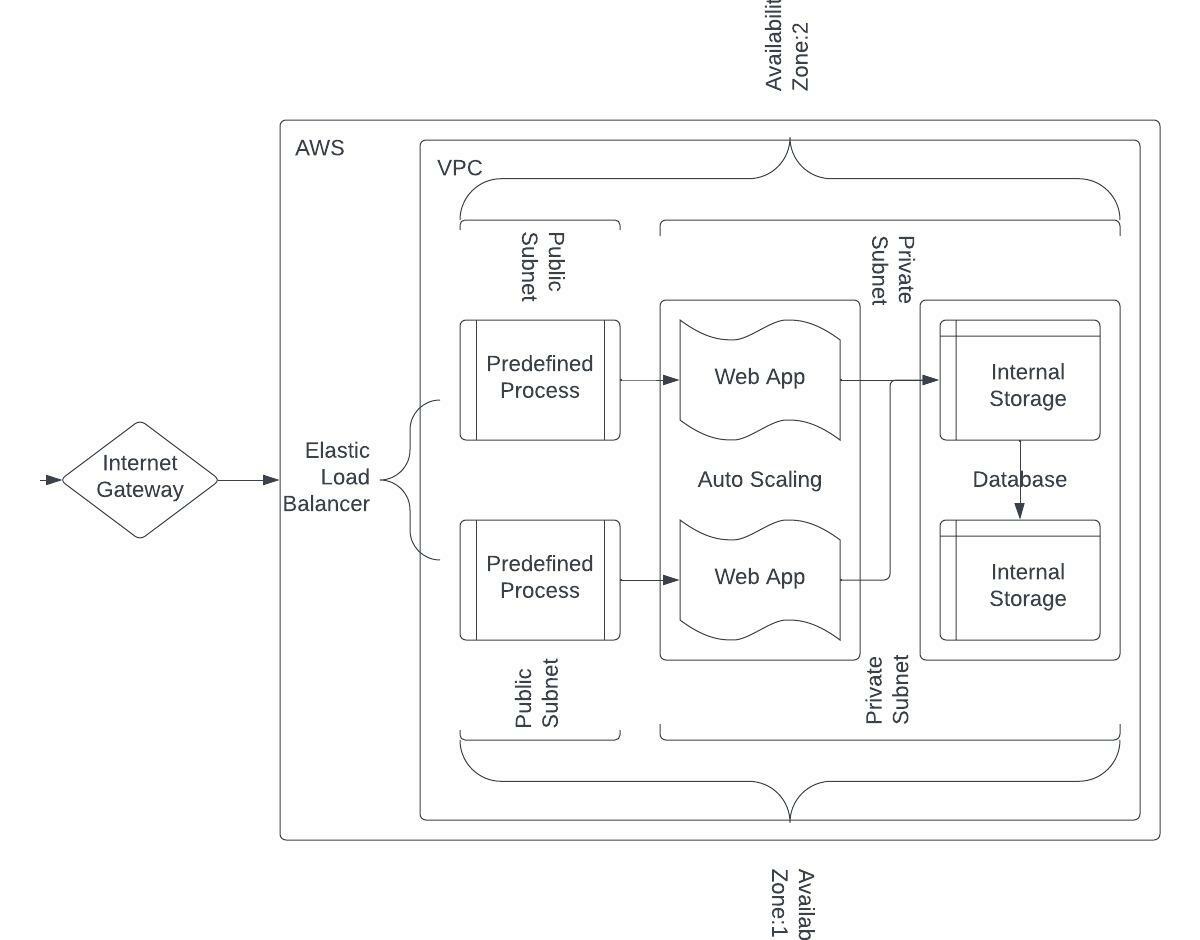 Availabilit
Zone:2
AWS
VPC
Public
Subnet
Private
Subnet
Predefined
Process
Web App
Internal
Storage
Internet
Gateway
Elastic
Load
Balancer
Auto Scaling
Database
Predefined
Process
Web App
Internal
Storage
Public
Subnet
Private
Subnet
Availab
Zone:1